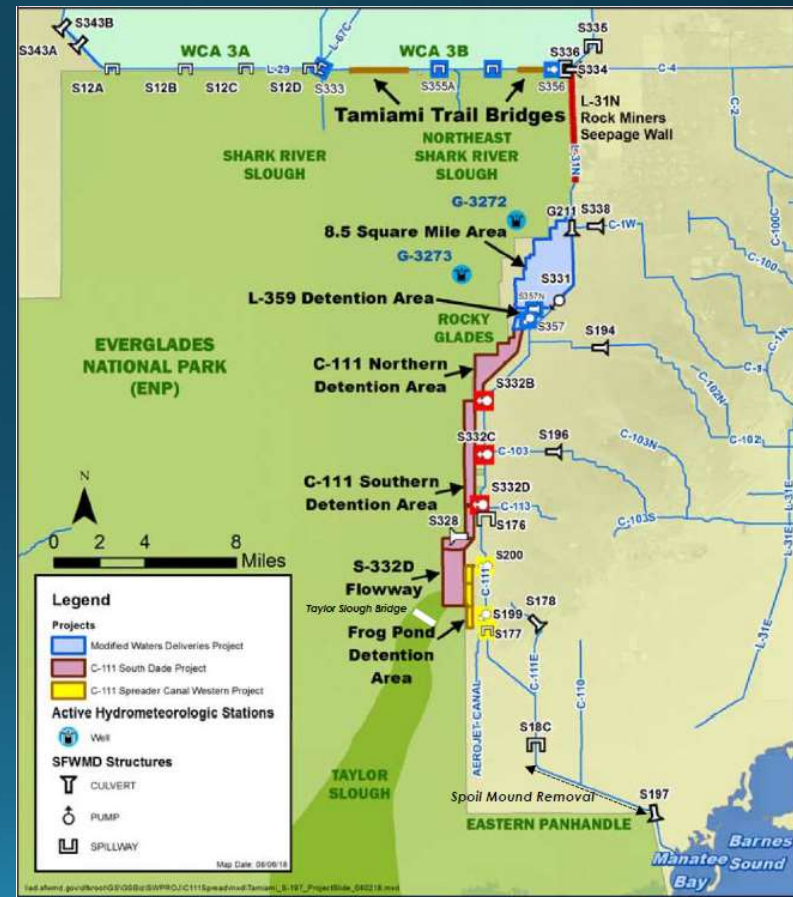 S343B
S343A
WCA 3A
L-67C
WCA 3B
S335
S336
S334
C-4
L-29
S12A
S12B
S12C
S12D
S333
S355A
S356
Tamiami Trail Bridges
L-31N
Rock Miners
Seepage Wall
C-2
L-31N
SHARK RIVER
SLOUGH
NORTHEAST
SHARK RIVER
SLOUGH
G-3272
G211
S338
C-1W
C-100C
C-100
8.5 Square Mile Area
G-3273
S331
L-359 Detention Area
S357N
S357
C-1N
ROCKY
GLADES
S194
C-1
EVERGLADES
NATIONAL PARK
(ENP)
C-111 Northern
Detention Area
C-102N
S332B
C-102
S332C
C-103
S196
C-103N
C-111 Southern
Detention Area
S332D
C-113
S176
C-103S
L-31E
L-31E
N
0 2 4 8
Miles
S328
S-332D
Flowway
S200
C-111
Taylor Slough Bridge
S199
S178
S177
Frog Pond
Detention
Area
C-111E
C-110
L-31E
AEROJET CANAL
S18C
TAYLOR
SLOUGH
Spoil Mound Removal
S197
EASTERN PANHANDLE
Manatee
Bay
Barnes
Sound
Legend
Projects
Modified Waters Deliveries Project
C-111 South Dade Project
C-111 Spreader Canal Western Project
Active Hydrometeorologic Stations
Well
SFWMD Structures
CULVERT
PUMP
SPILLWAY
Map Date: 08/06/18